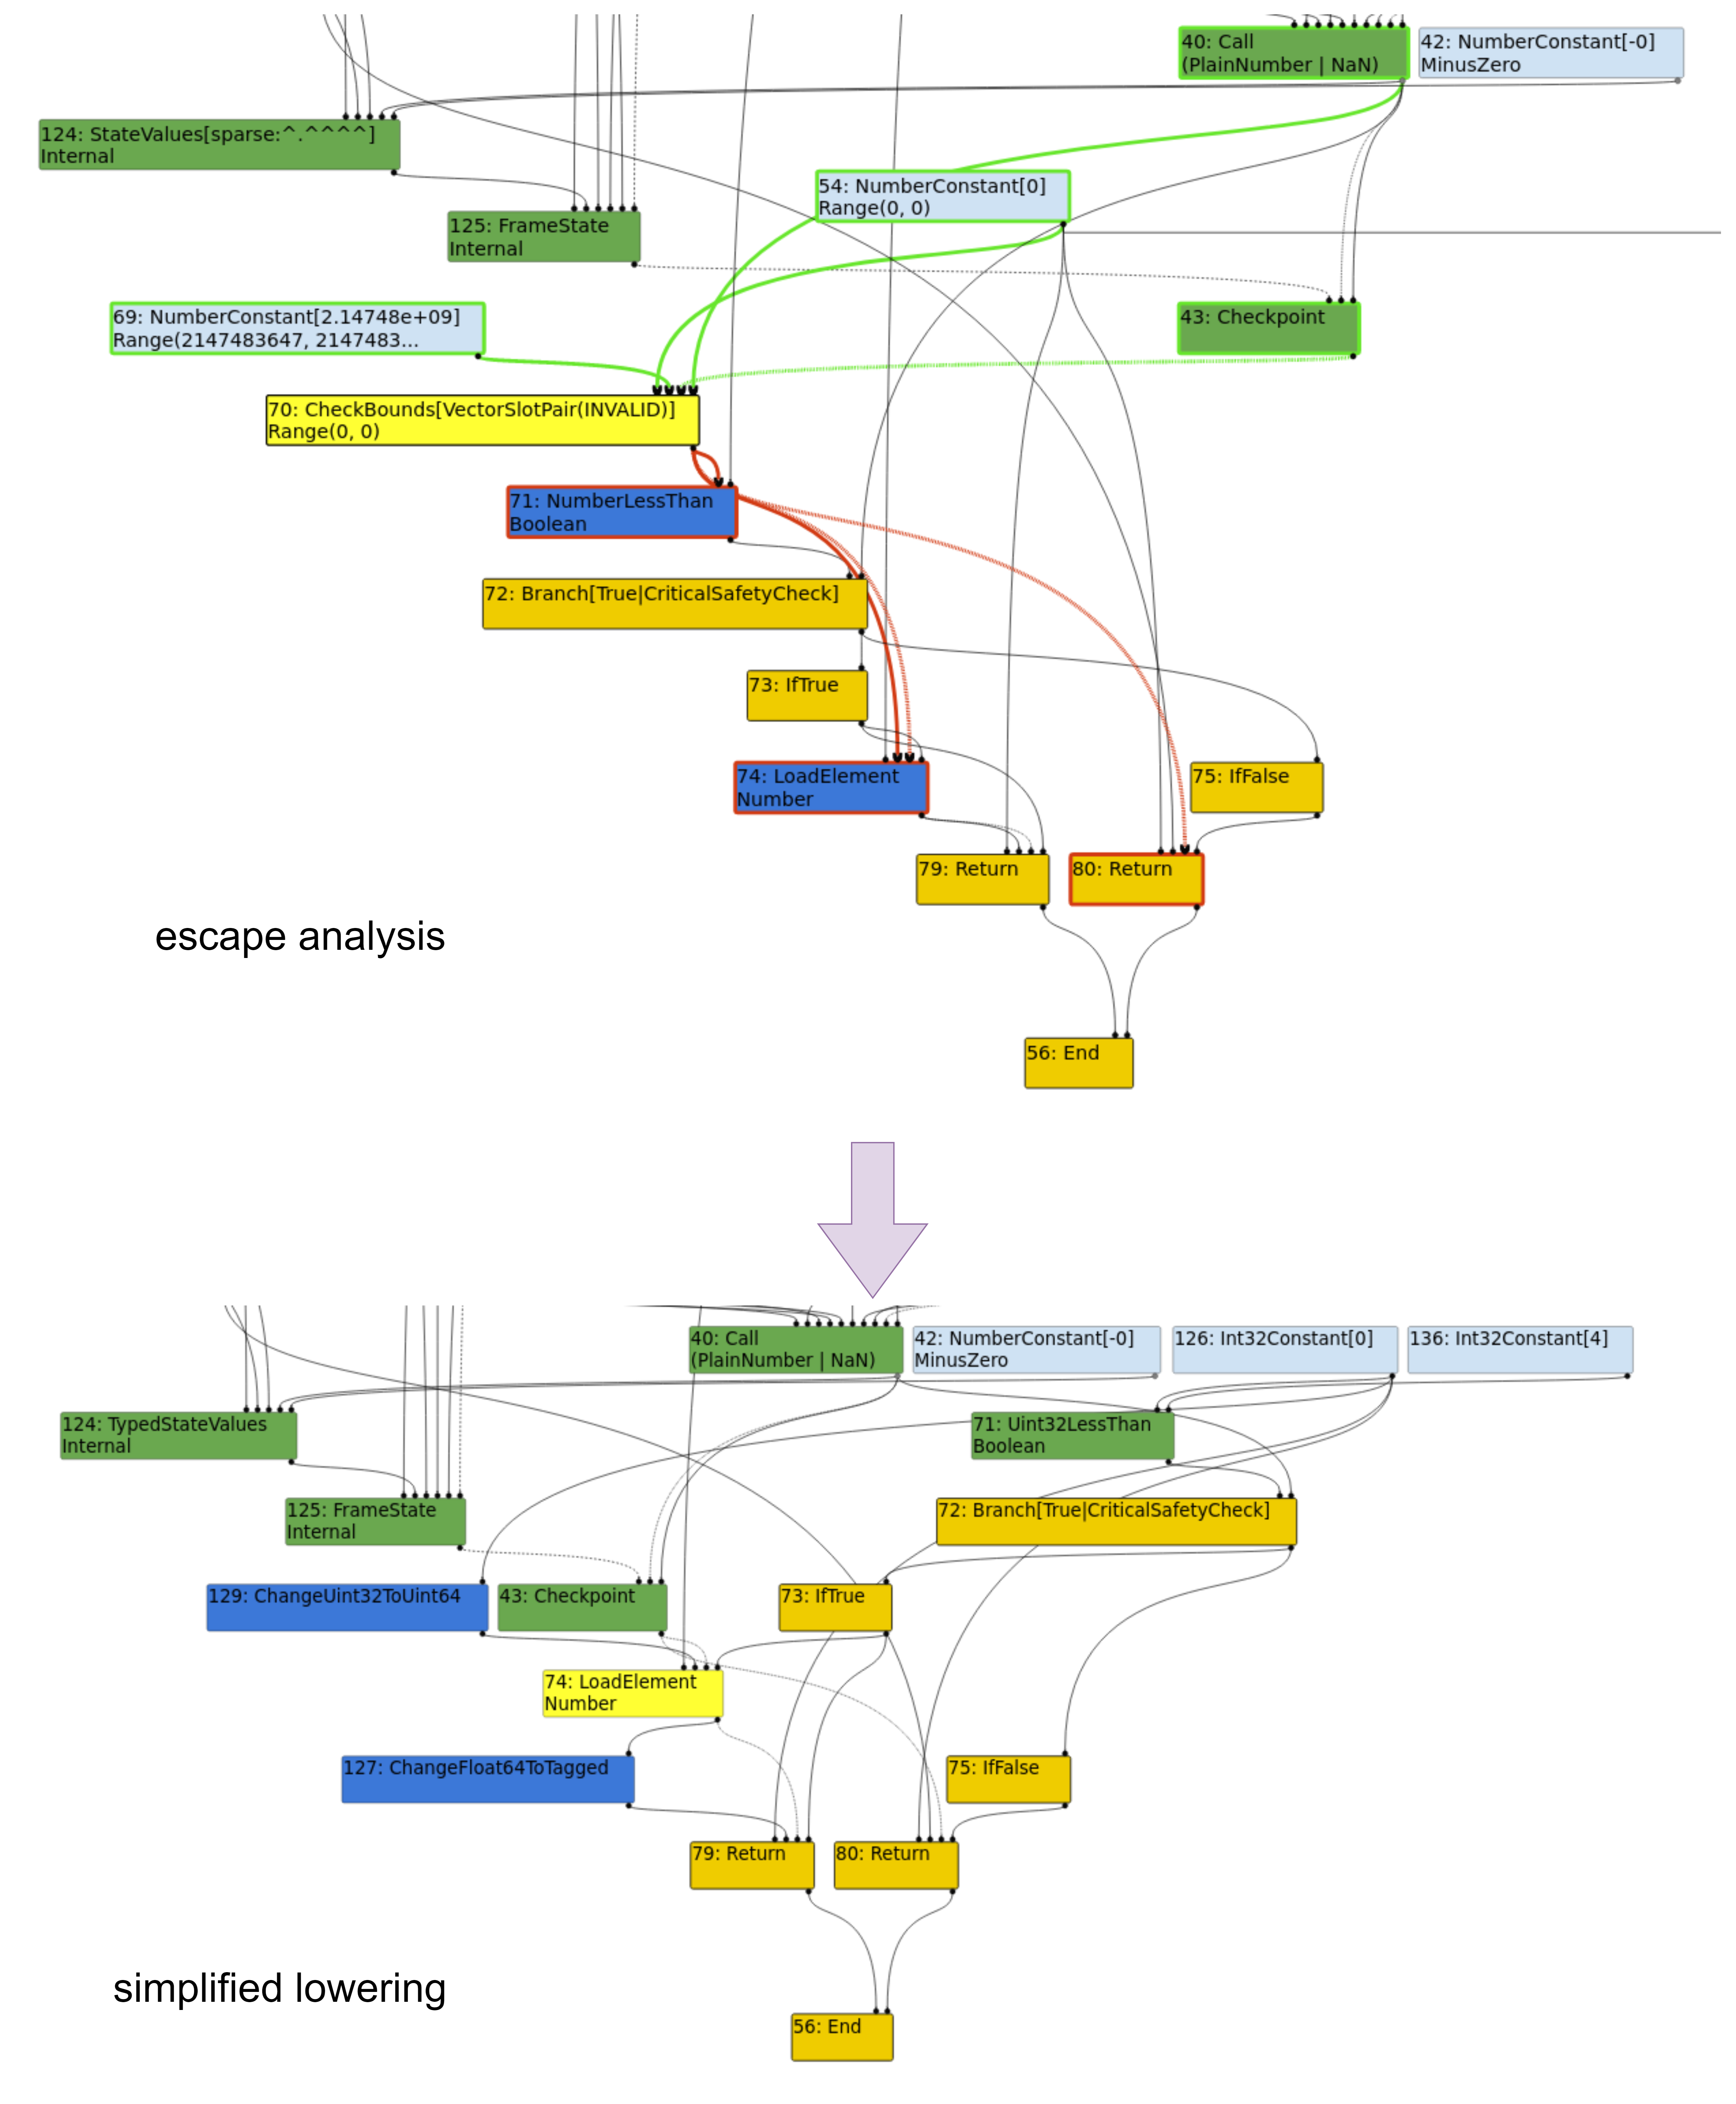 40: Call
(PlainNumber | NaN)
42: NumberConstant[-0]
MinusZero
124: StateValues[sparse:^.^^^^]
Internal
54: NumberConstant[0]
Range(0, 0)
125: FrameState
Internal
69: NumberConstant[2.14748e+09]
Range(2147483647, 2147483...
43: Checkpoint
70: CheckBounds[VectorSlotPair(INVALID)]
Range(0, 0)
71: NumberLessThan
Boolean
72: Branch[True|CriticalSafetyCheck]
73: IfTrue
74: LoadElement
Number
75: IfFalse
79: Return
80: Return
escape analysis
56: End
40: Call
(PlainNumber | NaN)
42: NumberConstant[-0]
MinusZero
126: Int32Constant[0]
136: Int32Constant[4]
124: TypedStateValues
Internal
71: Uint32LessThan
Boolean
125: FrameState
Internal
72: Branch[True|CriticalSafetyCheck]
129: ChangeUint32ToUint64
43: Checkpoint
73: IfTrue
74: LoadElement
Number
127: ChangeFloat64ToTagged
75: IfFalse
79: Return
80: Return
simplified lowering
56: End